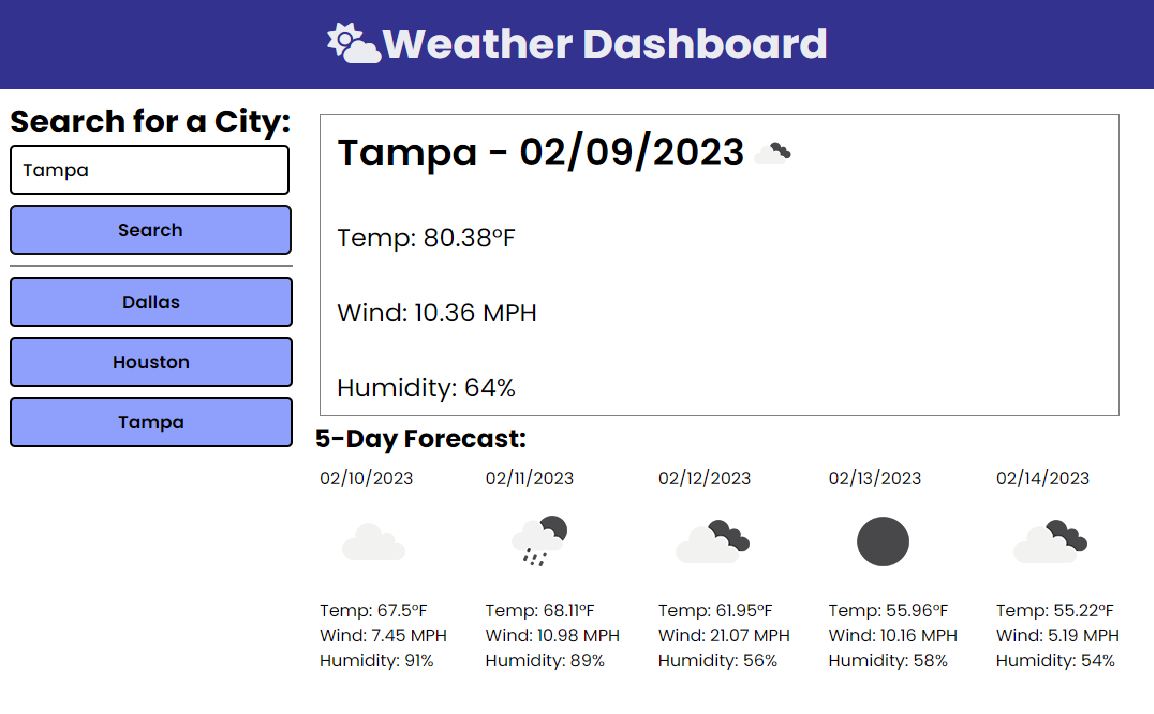 Weather Dashboard
Search for a City:
Tampa
Search
Dallas
Houston
Tampa
Tampa - 02/09/2023
Temp: 80.38°F
Wind: 10.36 MPH
Humidity: 64%
5-Day Forecast:
02/10/2023
Temp: 67.5°F
Wind: 7.45 MPH
Humidity: 91%
02/11/2023
Temp: 68.11°F
Wind: 10.98 MPH
Humidity: 89%
02/12/2023
Temp: 61.95°F
Wind: 21.07 MPH
Humidity: 56%
02/13/2023
Temp: 55.96°F
Wind: 10.16 MPH
Humidity: 58%
02/14/2023
Temp: 55.22°F
Wind: 5.19 MPH
Humidity: 54%